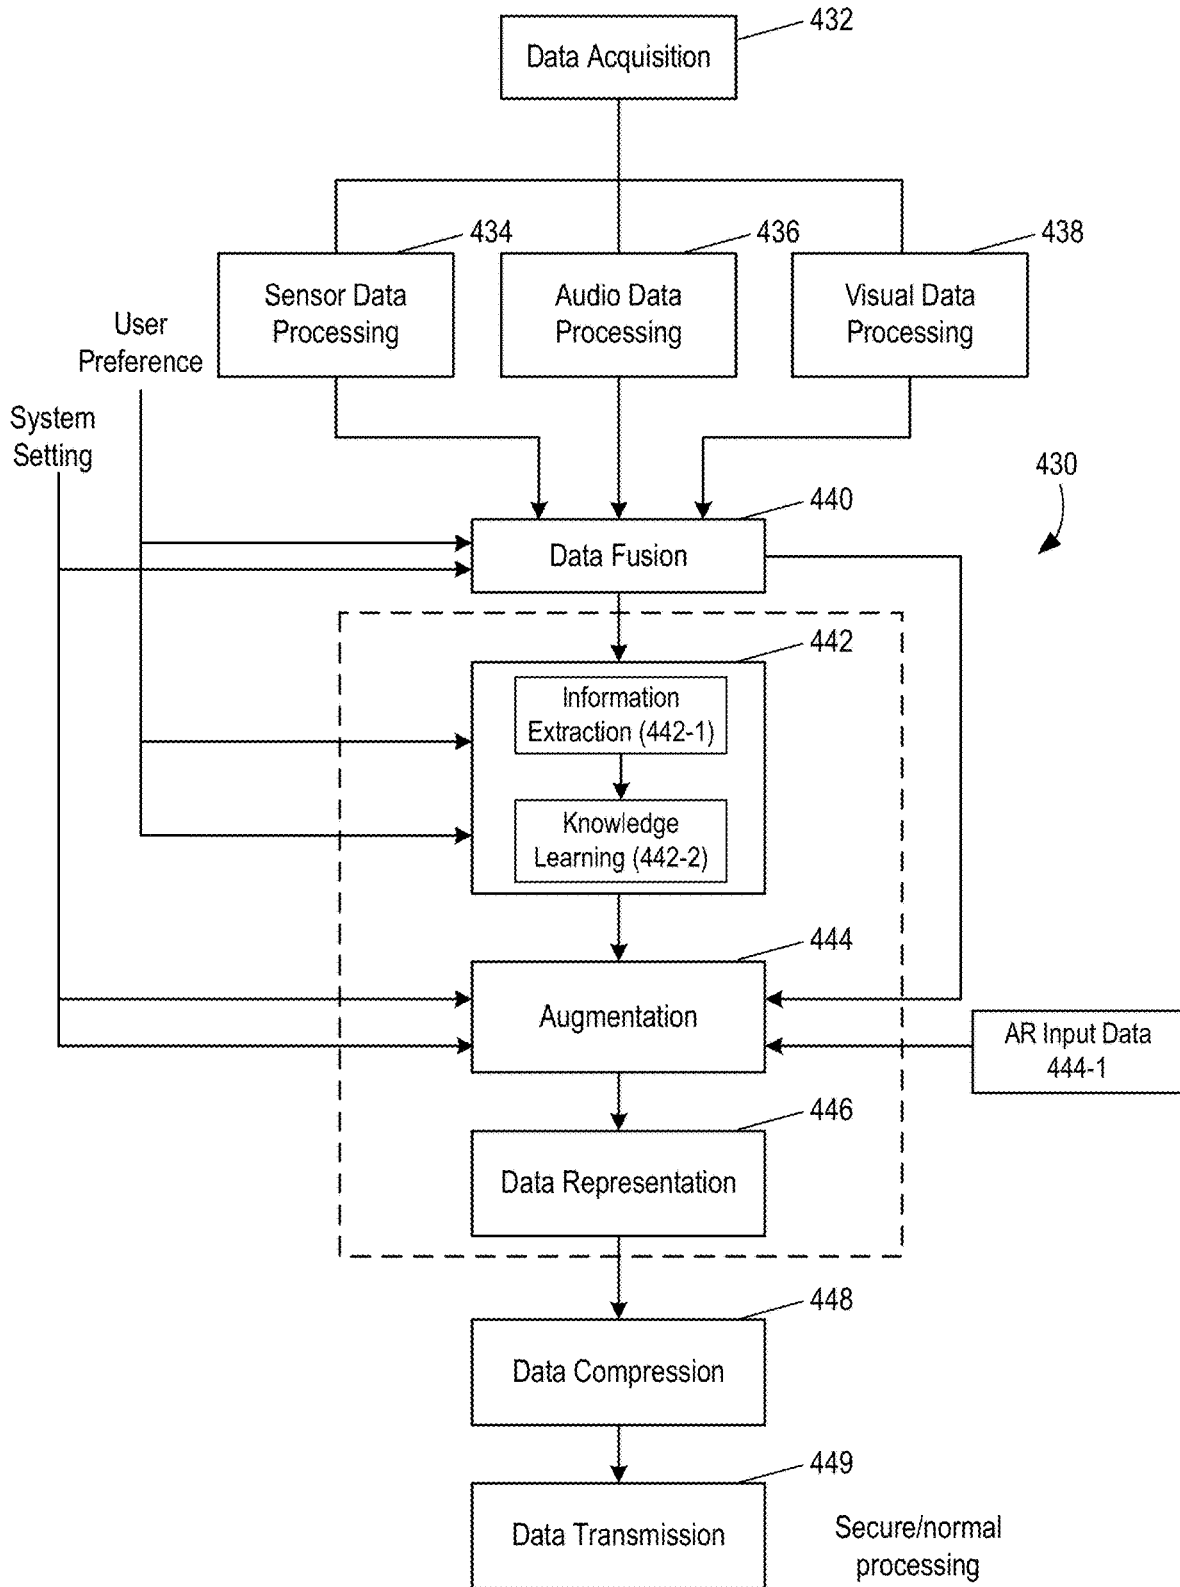 432
Data Acquisition
434
436
438
Sensor Data
Processing
Audio Data
Processing
Visual Data
Processing
User
Preference
System
Setting
430
440
Data Fusion
442
Information
Extraction (442-1)
Knowledge
Learning (442-2)
444
Augmentation
AR Input Data
444-1
446
Data Representation
448
Data Compression
449
Data Transmission
Secure/normal
processing